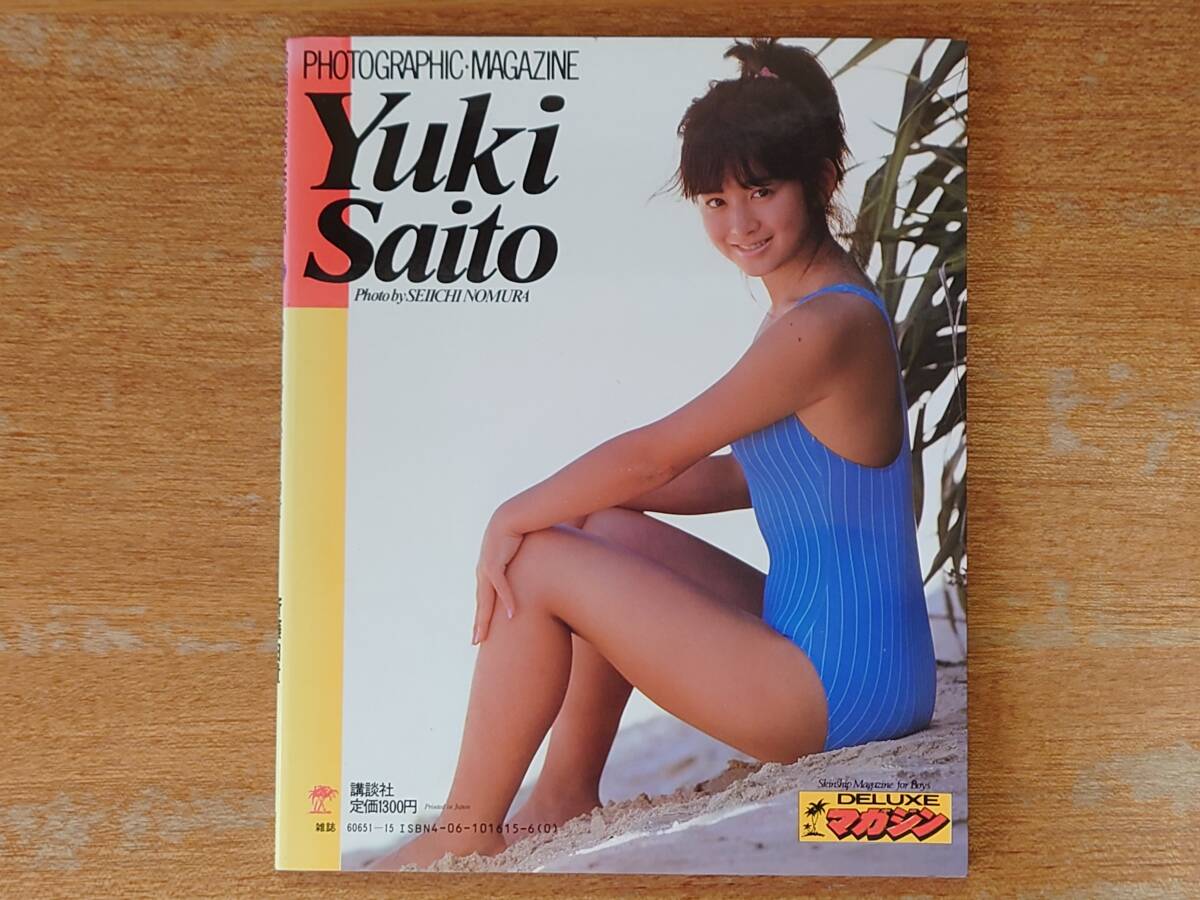 PHOTOGRAPHIC·MAGAZINE
Yuki
Saito
Photo by SEIICHI NOMURA
講談社
定価1300円
Printed in Japan
雑誌
60651-15 ISBN4-06-101615-6(0)
Skinship Magazine for Boys
DELUXE
マガジン